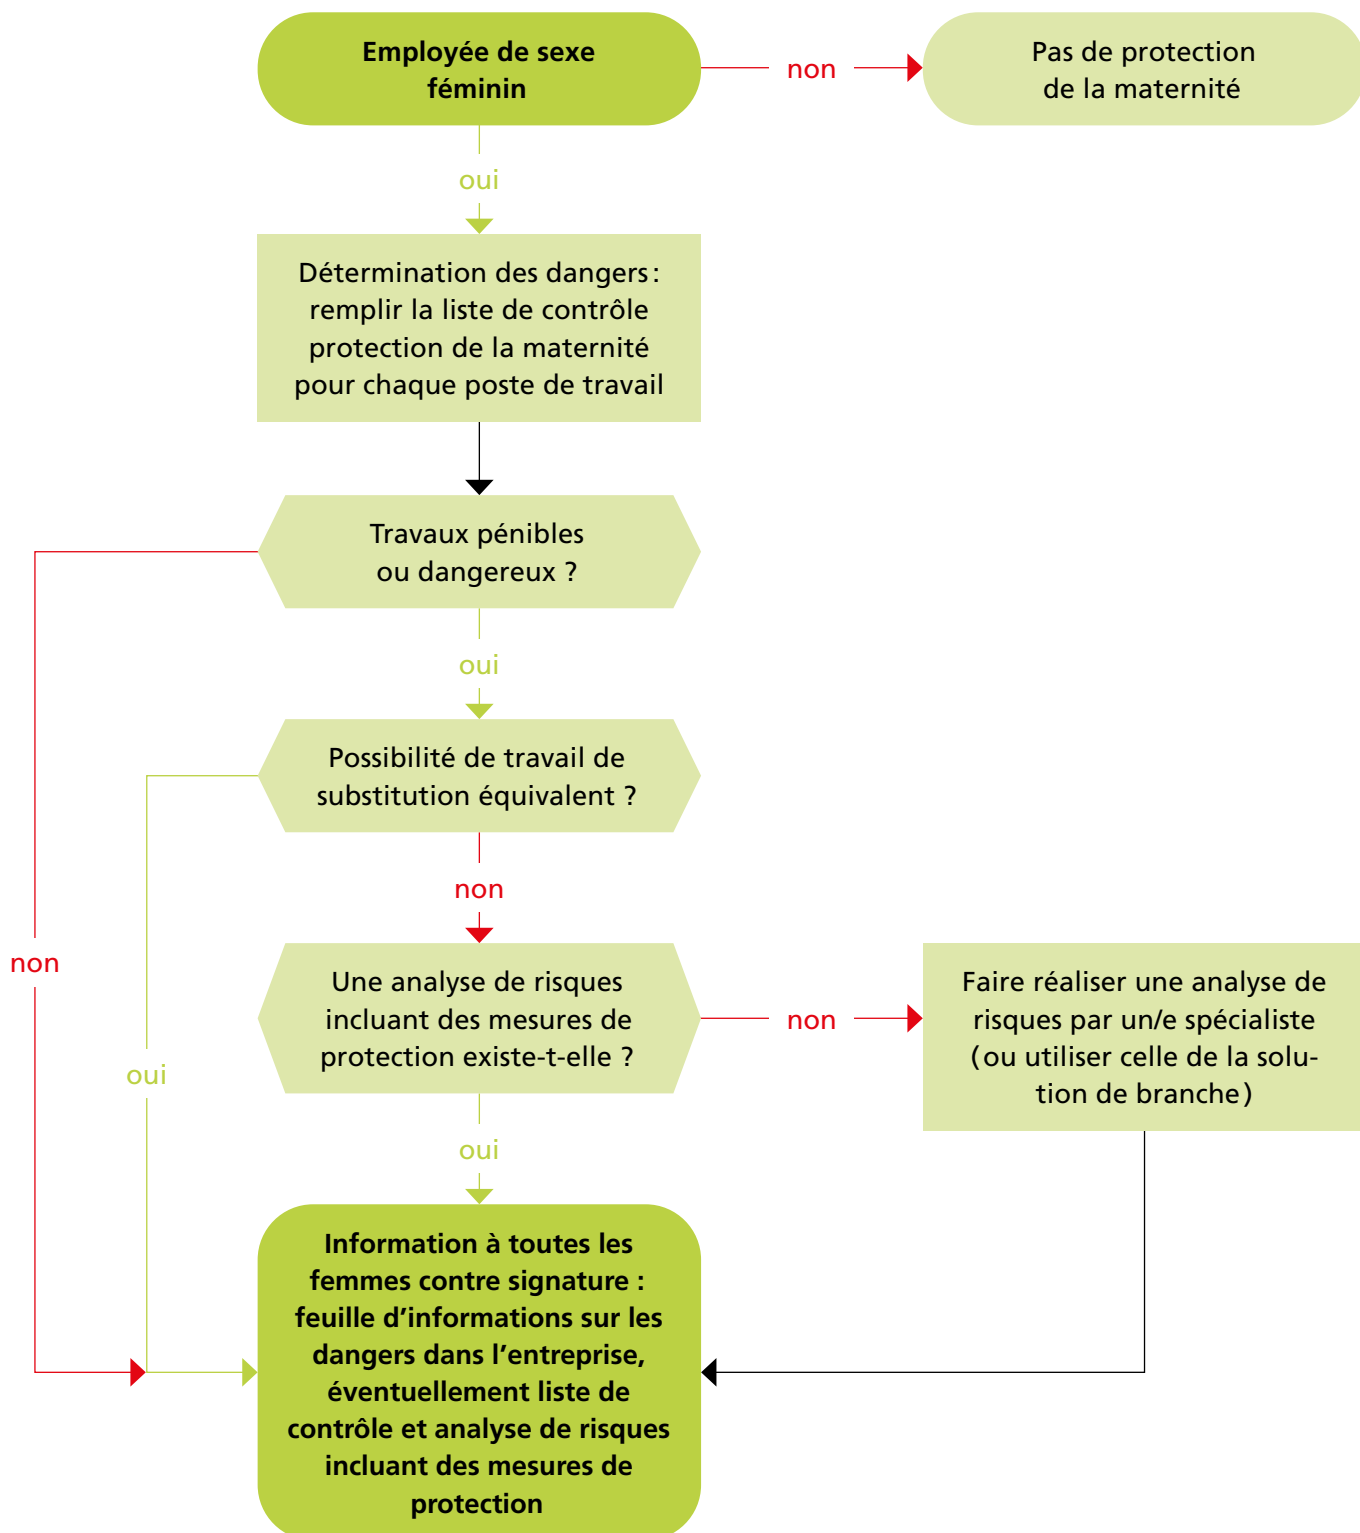 Employée de sexe
féminin
non
Pas de protection
de la maternité
oui
Détermination des dangers :
remplir la liste de contrôle
protection de la maternité
pour chaque poste de travail
Travaux pénibles
ou dangereux ?
oui
Possibilité de travail de
substitution équivalent ?
non
non
Une analyse de risques
incluant des mesures de
protection existe-t-elle ?
non
Faire réaliser une analyse de
risques par un/e spécialiste
(ou utiliser celle de la solu-
tion de branche)
oui
oui
Information à toutes les
femmes contre signature :
feuille d’informations sur les
dangers dans l’entreprise,
éventuellement liste de
contrôle et analyse de risques
incluant des mesures de
protection